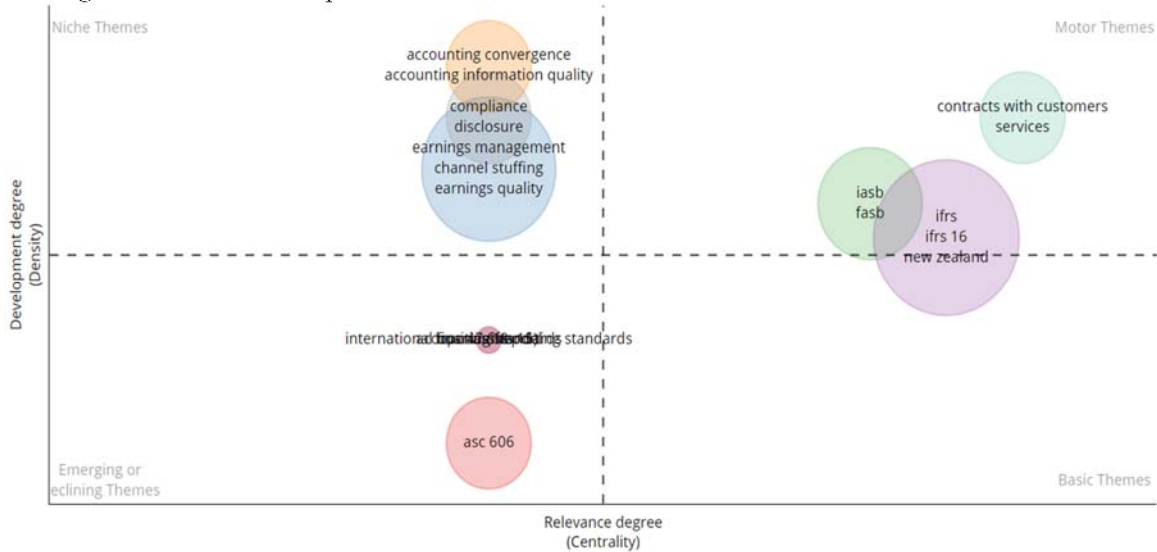 Niche Themes
Motor Themes
accounting convergence
accounting information quality
compliance
disclosure
earnings management
channel stuffing
earnings quality
contracts with customers
services
iasb
fasb
ifrs
ifrs 16
new zealand
Development degree
(Density)
international standards
asc 606
Emerging or
eclining Themes
Basic Themes
Relevance degree
(Centrality)